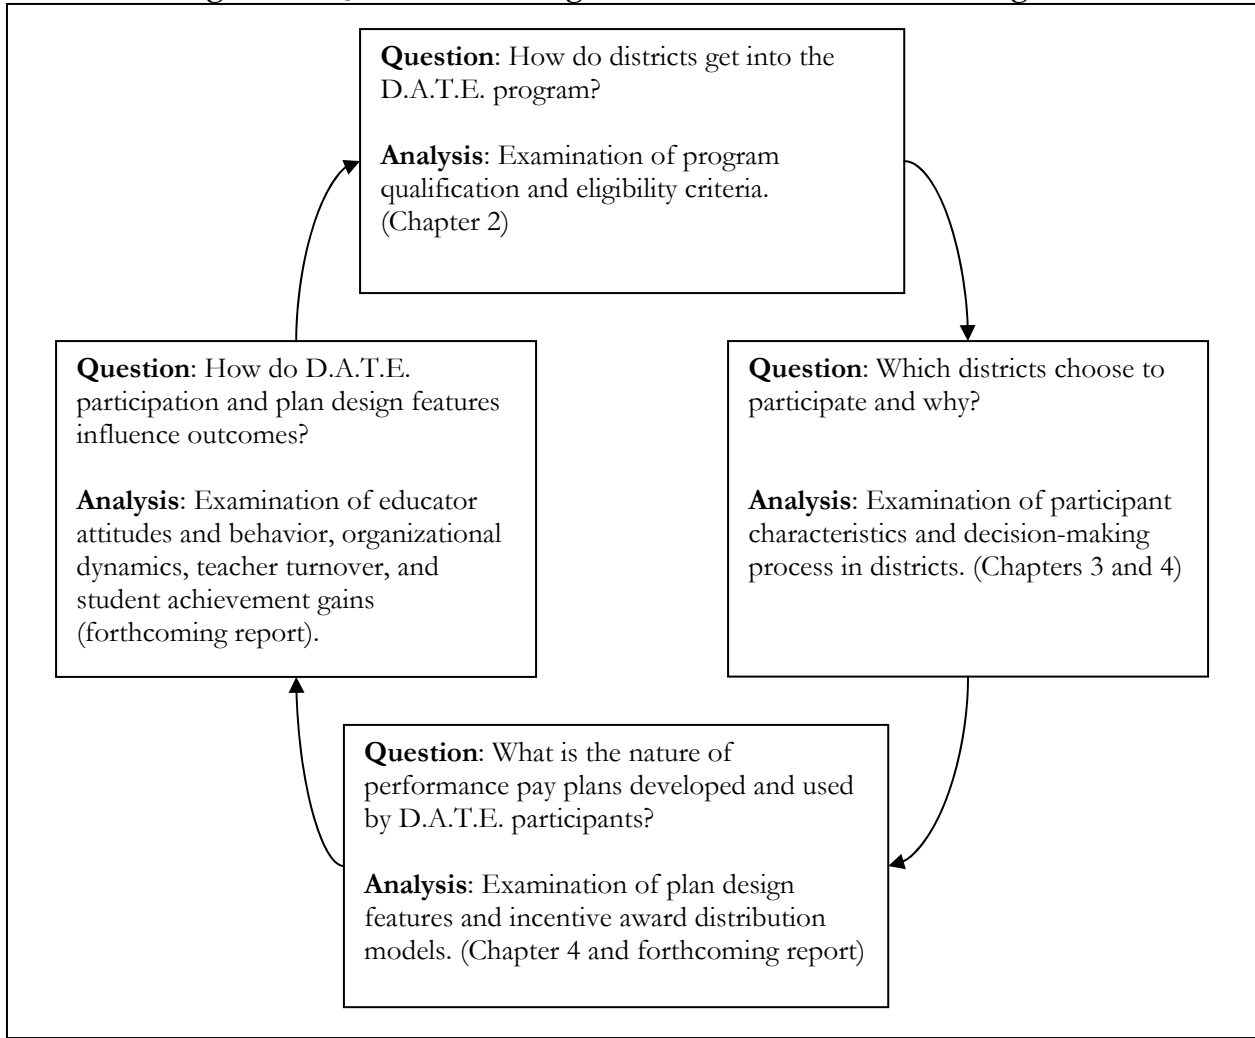 Question: How do districts get into the
D.A.T.E. program?
Analysis: Examination of program
qualification and eligibility criteria.
(Chapter 2)
Question: Which districts choose to
participate and why?
Analysis: Examination of participant
characteristics and decision-making
process in districts. (Chapters 3 and 4)
Question: What is the nature of
performance pay plans developed and used
by D.A.T.E. participants?
Analysis: Examination of plan design
features and incentive award distribution
models. (Chapter 4 and forthcoming report)
Question: How do D.A.T.E.
participation and plan design features
influence outcomes?
Analysis: Examination of educator
attitudes and behavior, organizational
dynamics, teacher turnover, and
student achievement gains
(forthcoming report).